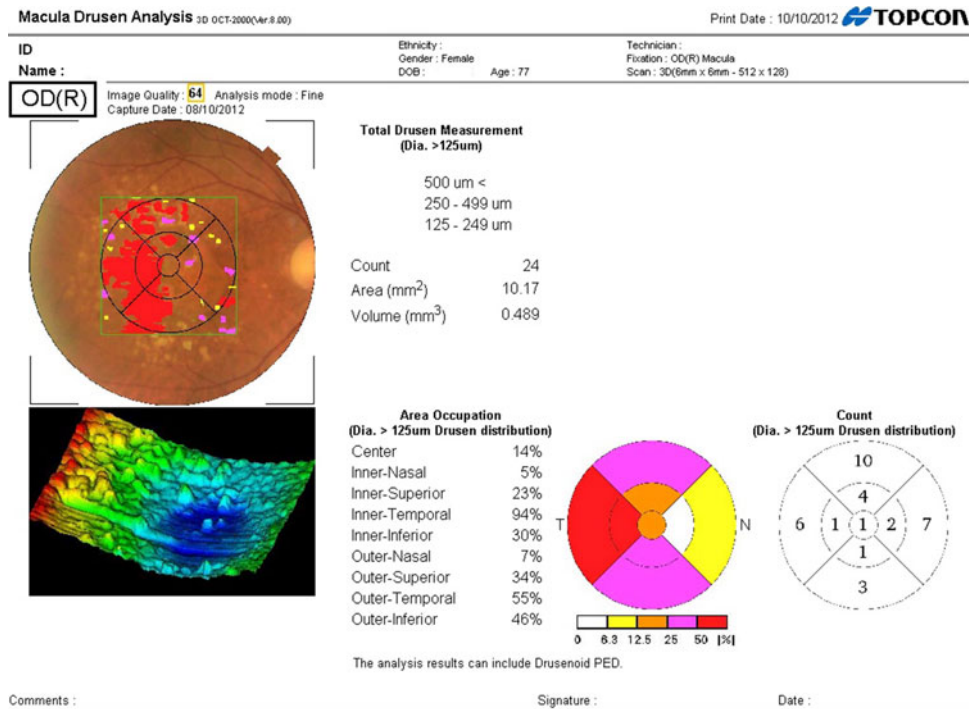 Macula Drusen Analysis 3D OCT-2000(Ver.8.00)
Print Date : 10/10/2012 TOPCON
ID
Name :
Ethnicity :
Gender : Female
DOB : Age : 77
Technician :
Fixation : OD(R) Macula
Scan : 3D(6mm x 6mm - 512 x 128)
OD(R)
Image Quality : 64 Analysis mode : Fine
Capture Date : 08/10/2012
Total Drusen Measurement
(Dia. >125um)
500 um <
250 - 499 um
125 - 249 um
Count 24
Area (mm2) 10.17
Volume (mm3) 0.489
Area Occupation
(Dia. > 125um Drusen distribution)
Center 14%
Inner-Nasal 5%
Inner-Superior 23%
Inner-Temporal 94%
Inner-Inferior 30%
Outer-Nasal 7%
Outer-Superior 34%
Outer-Temporal 55%
Outer-Inferior 46%
T N
0 6.3 12.5 25 50 [%]
Count
(Dia. > 125um Drusen distribution)
10
4
6 1 1 2 7
1
3
The analysis results can include Drusenoid PED.
Comments : Signature : Date :